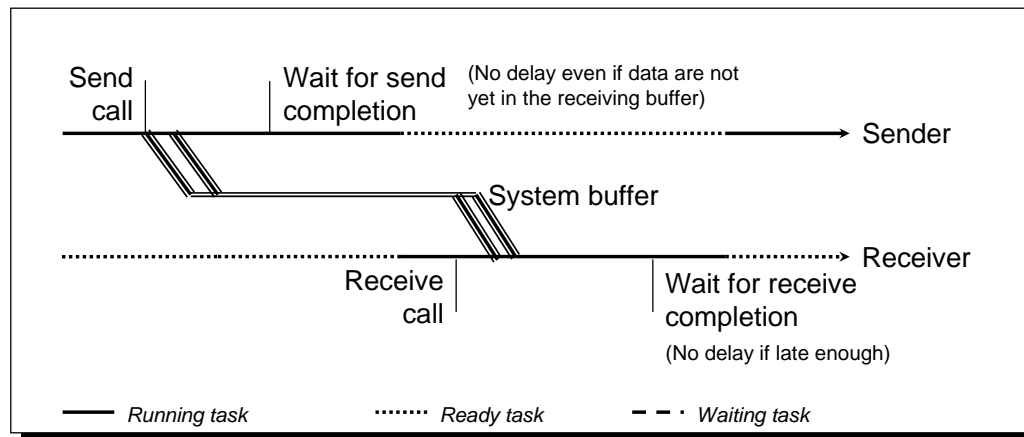 Send
call
Wait for send
completion
(No delay even if data are not
yet in the receiving buffer)
Sender
System buffer
Receiver
Receive
call
Wait for receive
completion
(No delay if late enough)
Running task
Ready task
Waiting task